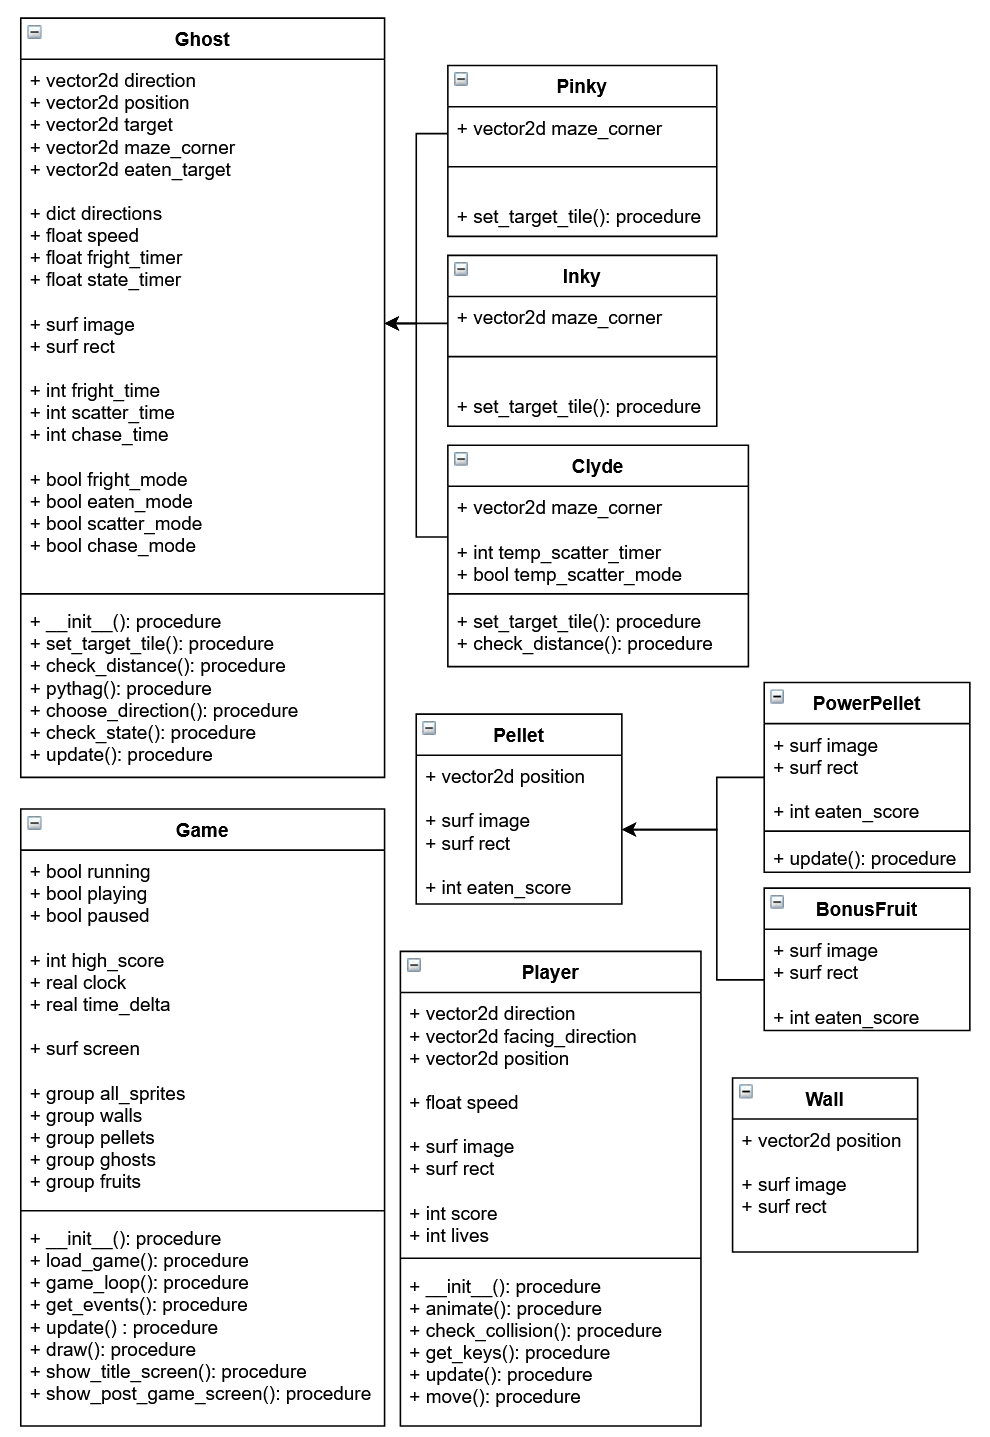 Ghost
+ vector2d direction
+ vector2d position
+ vector2d target
+ vector2d maze_corner
+ vector2d eaten_target
+ dict directions
+ float speed
+ float fright_timer
+ float state_timer
+ surf image
+ surf rect
+ int fright_time
+ int scatter_time
+ int chase_time
+ bool fright_mode
+ bool eaten_mode
+ bool scatter_mode
+ bool chase_mode
+ __init__(): procedure
+ set_target_tile(): procedure
+ check_distance(): procedure
+ pythag(): procedure
+ choose_direction(): procedure
+ check_state(): procedure
+ update(): procedure
Pinky
+ vector2d maze_corner
+ set_target_tile(): procedure
Inky
+ vector2d maze_corner
+ set_target_tile(): procedure
Clyde
+ vector2d maze_corner
+ int temp_scatter_timer
+ bool temp_scatter_mode
+ set_target_tile(): procedure
+ check_distance(): procedure
Pellet
+ vector2d position
+ surf image
+ surf rect
+ int eaten_score
PowerPellet
+ surf image
+ surf rect
+ int eaten_score
+ update(): procedure
BonusFruit
+ surf image
+ surf rect
+ int eaten_score
Game
+ bool running
+ bool playing
+ bool paused
+ int high_score
+ real clock
+ real time_delta
+ surf screen
+ group all_sprites
+ group walls
+ group pellets
+ group ghosts
+ group fruits
+ __init__(): procedure
+ load_game(): procedure
+ game_loop(): procedure
+ get_events(): procedure
+ update() : procedure
+ draw(): procedure
+ show_title_screen(): procedure
+ show_post_game_screen(): procedure
Player
+ vector2d direction
+ vector2d facing_direction
+ vector2d position
+ float speed
+ surf image
+ surf rect
+ int score
+ int lives
+ __init__(): procedure
+ animate(): procedure
+ check_collision(): procedure
+ get_keys(): procedure
+ update(): procedure
+ move(): procedure
Wall
+ vector2d position
+ surf image
+ surf rect